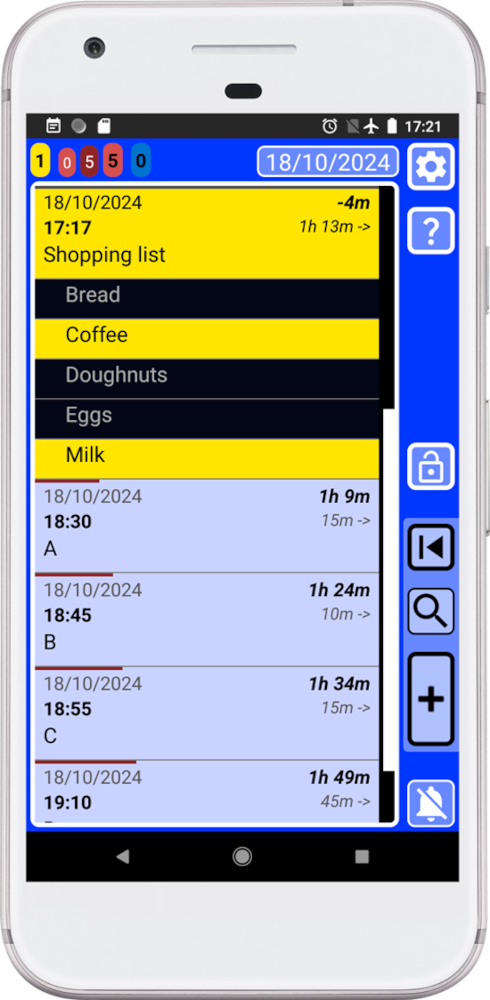 17:21
1 0 5 5 0 18/10/2024
?
18/10/2024 -4m
17:17 1h 13m ->
Shopping list
Bread
Coffee
Doughnuts
Eggs
Milk
18/10/2024 1h 9m
18:30 15m ->
A
18/10/2024 1h 24m
18:45 10m ->
B
18/10/2024 1h 34m
18:55 15m ->
C
18/10/2024 1h 49m
19:10 45m ->
+